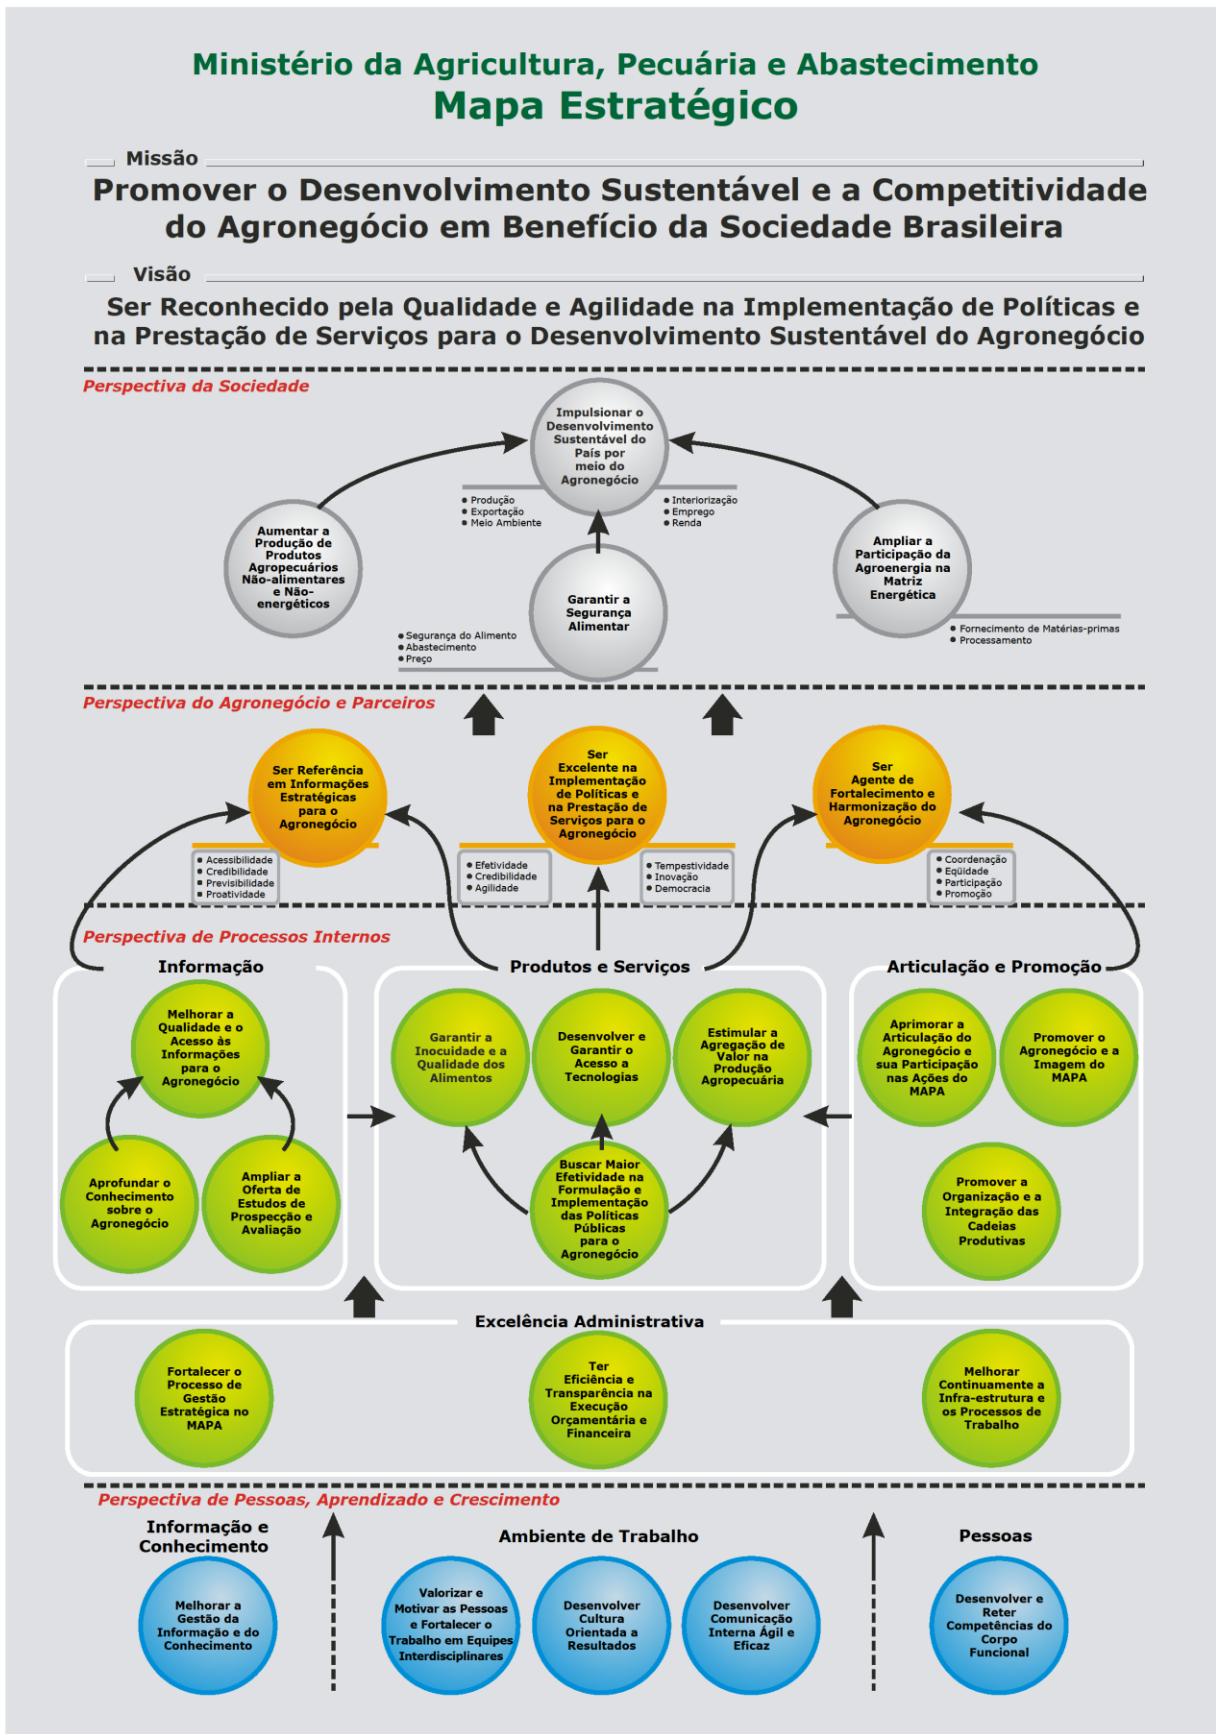 Ministério da Agricultura, Pecuária e Abastecimento
Mapa Estratégico
Missão
Promover o Desenvolvimento Sustentável e a Competitividade
do Agronegócio em Benefício da Sociedade Brasileira
Visão
Ser Reconhecido pela Qualidade e Agilidade na Implementação de Políticas e
na Prestação de Serviços para o Desenvolvimento Sustentável do Agronegócio
Perspectiva da Sociedade
Impulsionar o
Desenvolvimento
Sustentável do
País por
meio do
Agronegócio
• Produção
• Exportação
• Meio Ambiente
• Interiorização
• Emprego
• Renda
Aumentar a
Produção de
Produtos
Agropecuários
Não-alimentares
e Não-
energéticos
Garantir a
Segurança
Alimentar
• Segurança do Alimento
• Abastecimento
• Preço
Ampliar a
Participação da
Agroenergia na
Matriz
Energética
• Fornecimento de Matérias-primas
• Processamento
Perspectiva do Agronegócio e Parceiros
Ser Referência
em Informações
Estratégicas
para o
Agronegócio
• Acessibilidade
• Credibilidade
• Previsibilidade
• Proatividade
Ser
Excelente na
Implementação
de Políticas e
na Prestação de
Serviços para o
Agronegócio
• Efetividade
• Credibilidade
• Agilidade
• Tempestividade
• Inovação
• Democracia
Ser
Agente de
Fortalecimento e
Harmonização do
Agronegócio
• Coordenação
• Eqüidade
• Participação
• Promoção
Perspectiva de Processos Internos
Informação
Melhorar a
Qualidade e o
Acesso às
Informações
para o
Agronegócio
Aprofundar o
Conhecimento
sobre o
Agronegócio
Ampliar a
Oferta de
Estudos de
Prospecção e
Avaliação
Produtos e Serviços
Garantir a
Inocuidade e a
Qualidade dos
Alimentos
Desenvolver e
Garantir o
Acesso a
Tecnologias
Estimular a
Agregação de
Valor na
Produção
Agropecuária
Buscar Maior
Efetividade na
Formulação e
Implementação
das Políticas
Públicas
para o
Agronegócio
Articulação e Promoção
Aprimorar a
Articulação do
Agronegócio e
sua Participação
nas Ações do
MAPA
Promover o
Agronegócio e a
Imagem do
MAPA
Promover a
Organização e a
Integração das
Cadeias
Produtivas
Excelência Administrativa
Fortalecer o
Processo de
Gestão
Estratégica no
MAPA
Ter
Eficiência e
Transparência na
Execução
Orçamentária e
Financeira
Melhorar
Continuamente a
Infra-estrutura e
os Processos de
Trabalho
Perspectiva de Pessoas, Aprendizado e Crescimento
Informação e
Conhecimento
Melhorar a
Gestão da
Informação e do
Conhecimento
Ambiente de Trabalho
Valorizar e
Motivar as Pessoas
e Fortalecer o
Trabalho em Equipes
Interdisciplinares
Desenvolver
Cultura
Orientada a
Resultados
Desenvolver
Comunicação
Interna Ágil e
Eficaz
Pessoas
Desenvolver e
Reter
Competências do
Corpo
Funcional